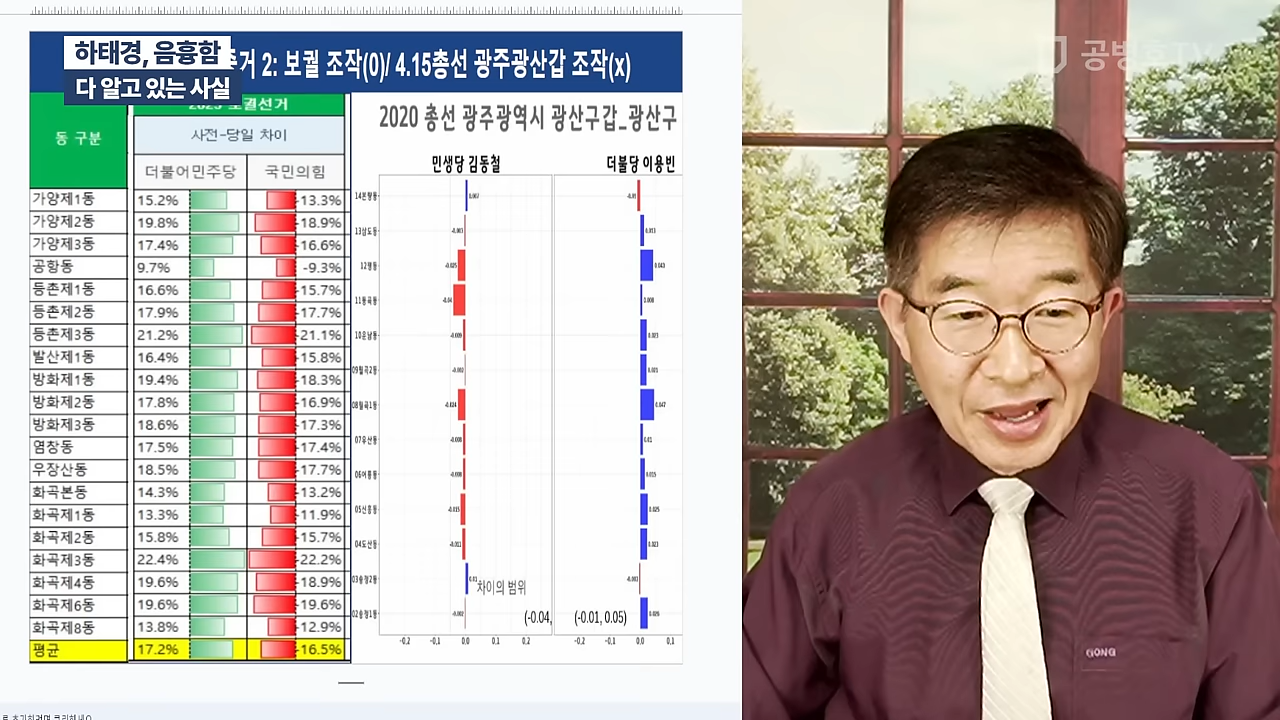 하태경, 음흉함
다 알고 있는 사실
증거 2: 보궐 조작(0)/ 4.15총선 광주광산갑 조작(x)
공병호TV
2023 보궐선거
동 구분
사전-당일 차이
더불어민주당 국민의힘
가양제1동 15.2% -13.3%
가양제2동 19.8% -18.9%
가양제3동 17.4% -16.6%
공항동 9.7% -9.3%
등촌제1동 16.6% -15.7%
등촌제2동 17.9% -17.7%
등촌제3동 21.2% -21.1%
발산제1동 16.4% -15.8%
방화제1동 19.4% -18.3%
방화제2동 17.8% -16.9%
방화제3동 18.6% -17.3%
염창동 17.5% -17.4%
우장산동 18.5% -17.7%
화곡본동 14.3% -13.2%
화곡제1동 13.3% -11.9%
화곡제2동 15.8% -15.7%
화곡제3동 22.4% -22.2%
화곡제4동 19.6% -18.9%
화곡제6동 19.6% -19.6%
화곡제8동 13.8% -12.9%
평균 17.2% -16.5%
2020 총선 광주광역시 광산구갑_광산구
민생당 김동철 더불당 이용빈
차이의 범위
(-0.04, (-0.01, 0.05)
-0.2 -0.1 0.0 0.1 0.2 -0.2 -0.1 0.0 0.1
GONG